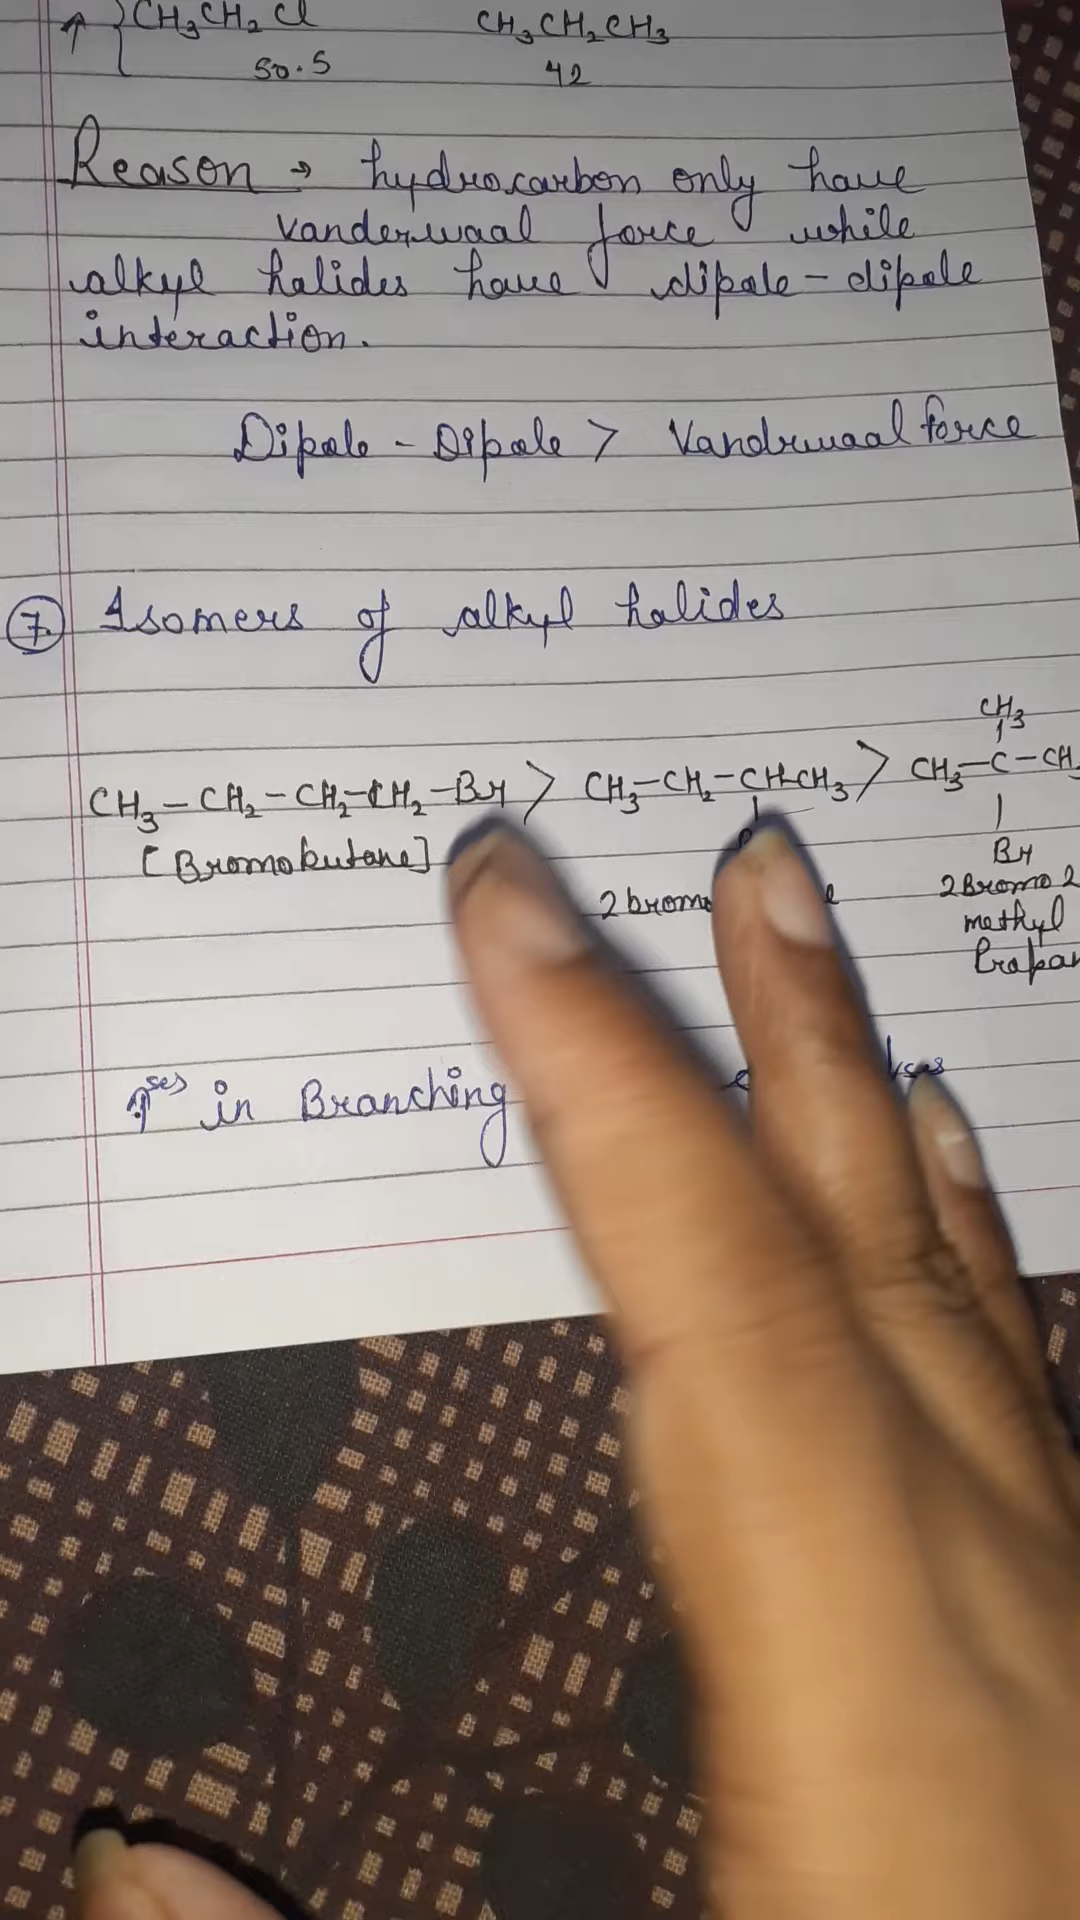 CH₃CH₂Cl CH₃CH₂CH₃
50.5 42
Reason → hydrocarbon only have
Vanderwaal force while
alkyl halides have dipole-dipole
interaction.
Dipole - Dipole > Vandrwaal force
7. Isomers of alkyl halides
CH₃
CH₃-CH₂-CH₂-CH₂-Br > CH₃-CH₂-CH-CH₃ > CH₃-C-CH₃
Br
[Bromobutane] 2 bromo 2Bromo 2
methyl
↑ses in Branching ↓ses